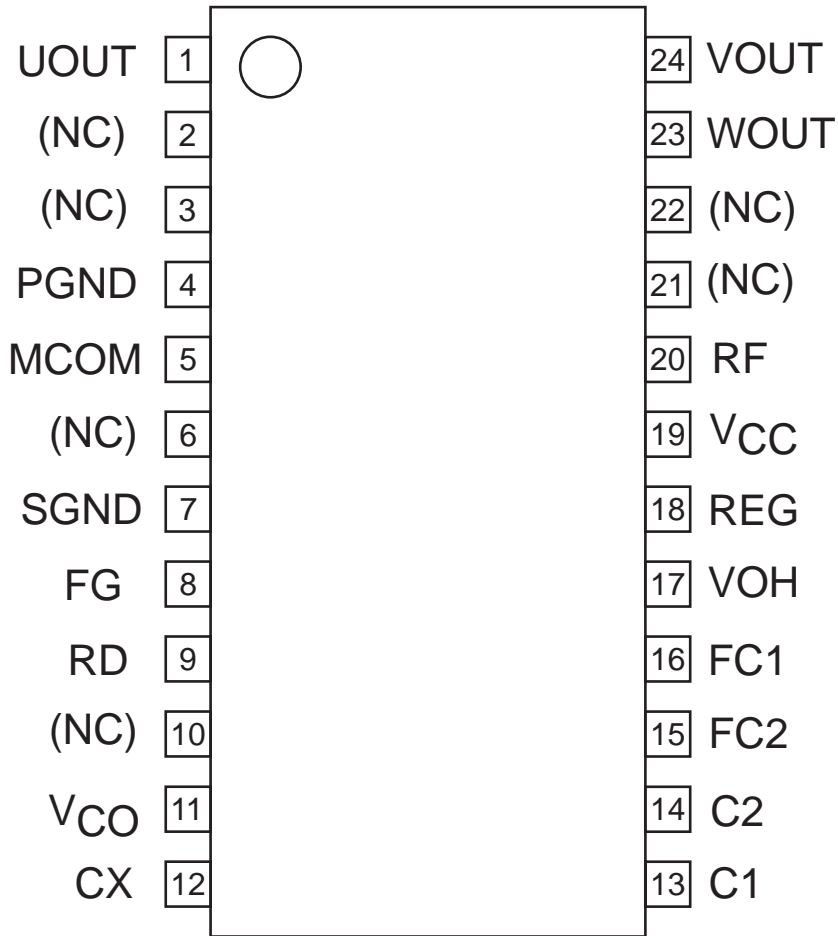 UOUT 1 24 VOUT
(NC) 2 23 WOUT
(NC) 3 22 (NC)
PGND 4 21 (NC)
MCOM 5 20 RF
(NC) 6 19 VCC
SGND 7 18 REG
FG 8 17 VOH
RD 9 16 FC1
(NC) 10 15 FC2
VCO 11 14 C2
CX 12 13 C1